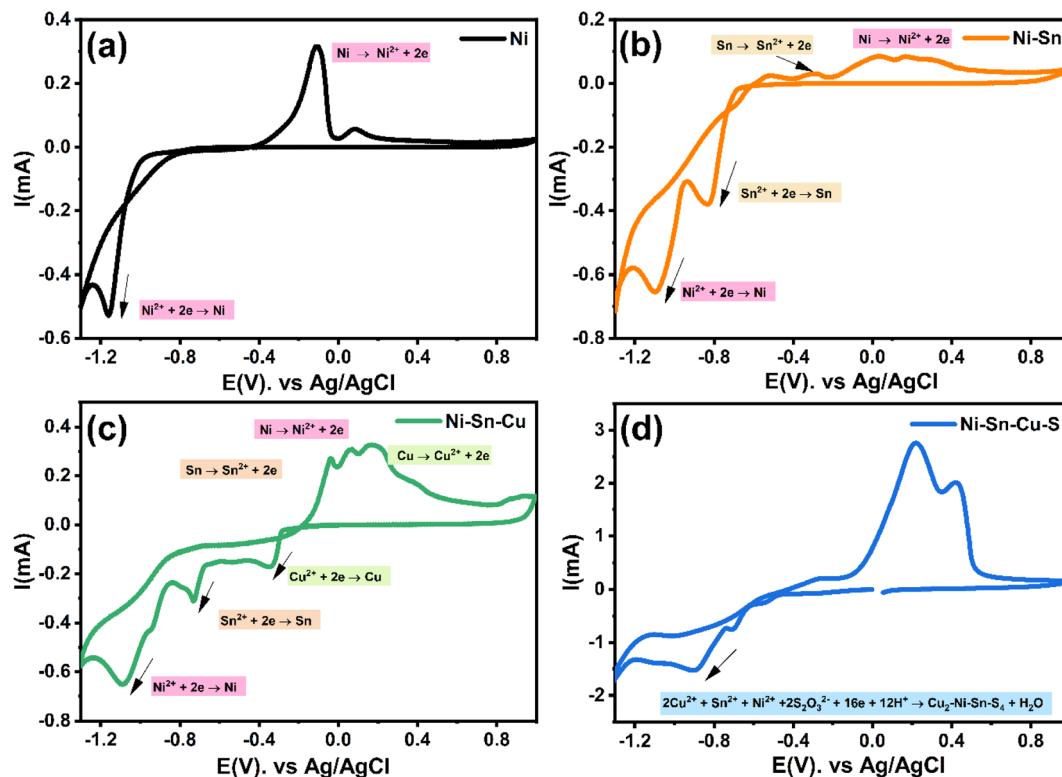 (a)
Ni
Ni → Ni²⁺ + 2e
Ni²⁺ + 2e → Ni
I(mA)
0.4
0.2
0.0
-0.2
-0.4
-0.6
-1.2 -0.8 -0.4 0.0 0.4 0.8
E(V). vs Ag/AgCl
(b)
Ni-Sn
Sn → Sn²⁺ + 2e
Ni → Ni²⁺ + 2e
Sn²⁺ + 2e → Sn
Ni²⁺ + 2e → Ni
I(mA)
0.2
0.0
-0.2
-0.4
-0.6
-0.8
-1.2 -0.8 -0.4 0.0 0.4 0.8
E(V). vs Ag/AgCl
(c)
Ni-Sn-Cu
Ni → Ni²⁺ + 2e
Cu → Cu²⁺ + 2e
Sn → Sn²⁺ + 2e
Cu²⁺ + 2e → Cu
Sn²⁺ + 2e → Sn
Ni²⁺ + 2e → Ni
I(mA)
0.4
0.2
0.0
-0.2
-0.4
-0.6
-0.8
-1.2 -0.8 -0.4 0.0 0.4 0.8
E(V). vs Ag/AgCl
(d)
Ni-Sn-Cu-S
2Cu²⁺ + Sn²⁺ + Ni²⁺ +2S₂O₃²⁻ + 16e + 12H⁺ → Cu₂-Ni-Sn-S₄ + H₂O
I(mA)
3
2
1
0
-1
-2
-1.2 -0.8 -0.4 0.0 0.4 0.8
E(V). vs Ag/AgCl